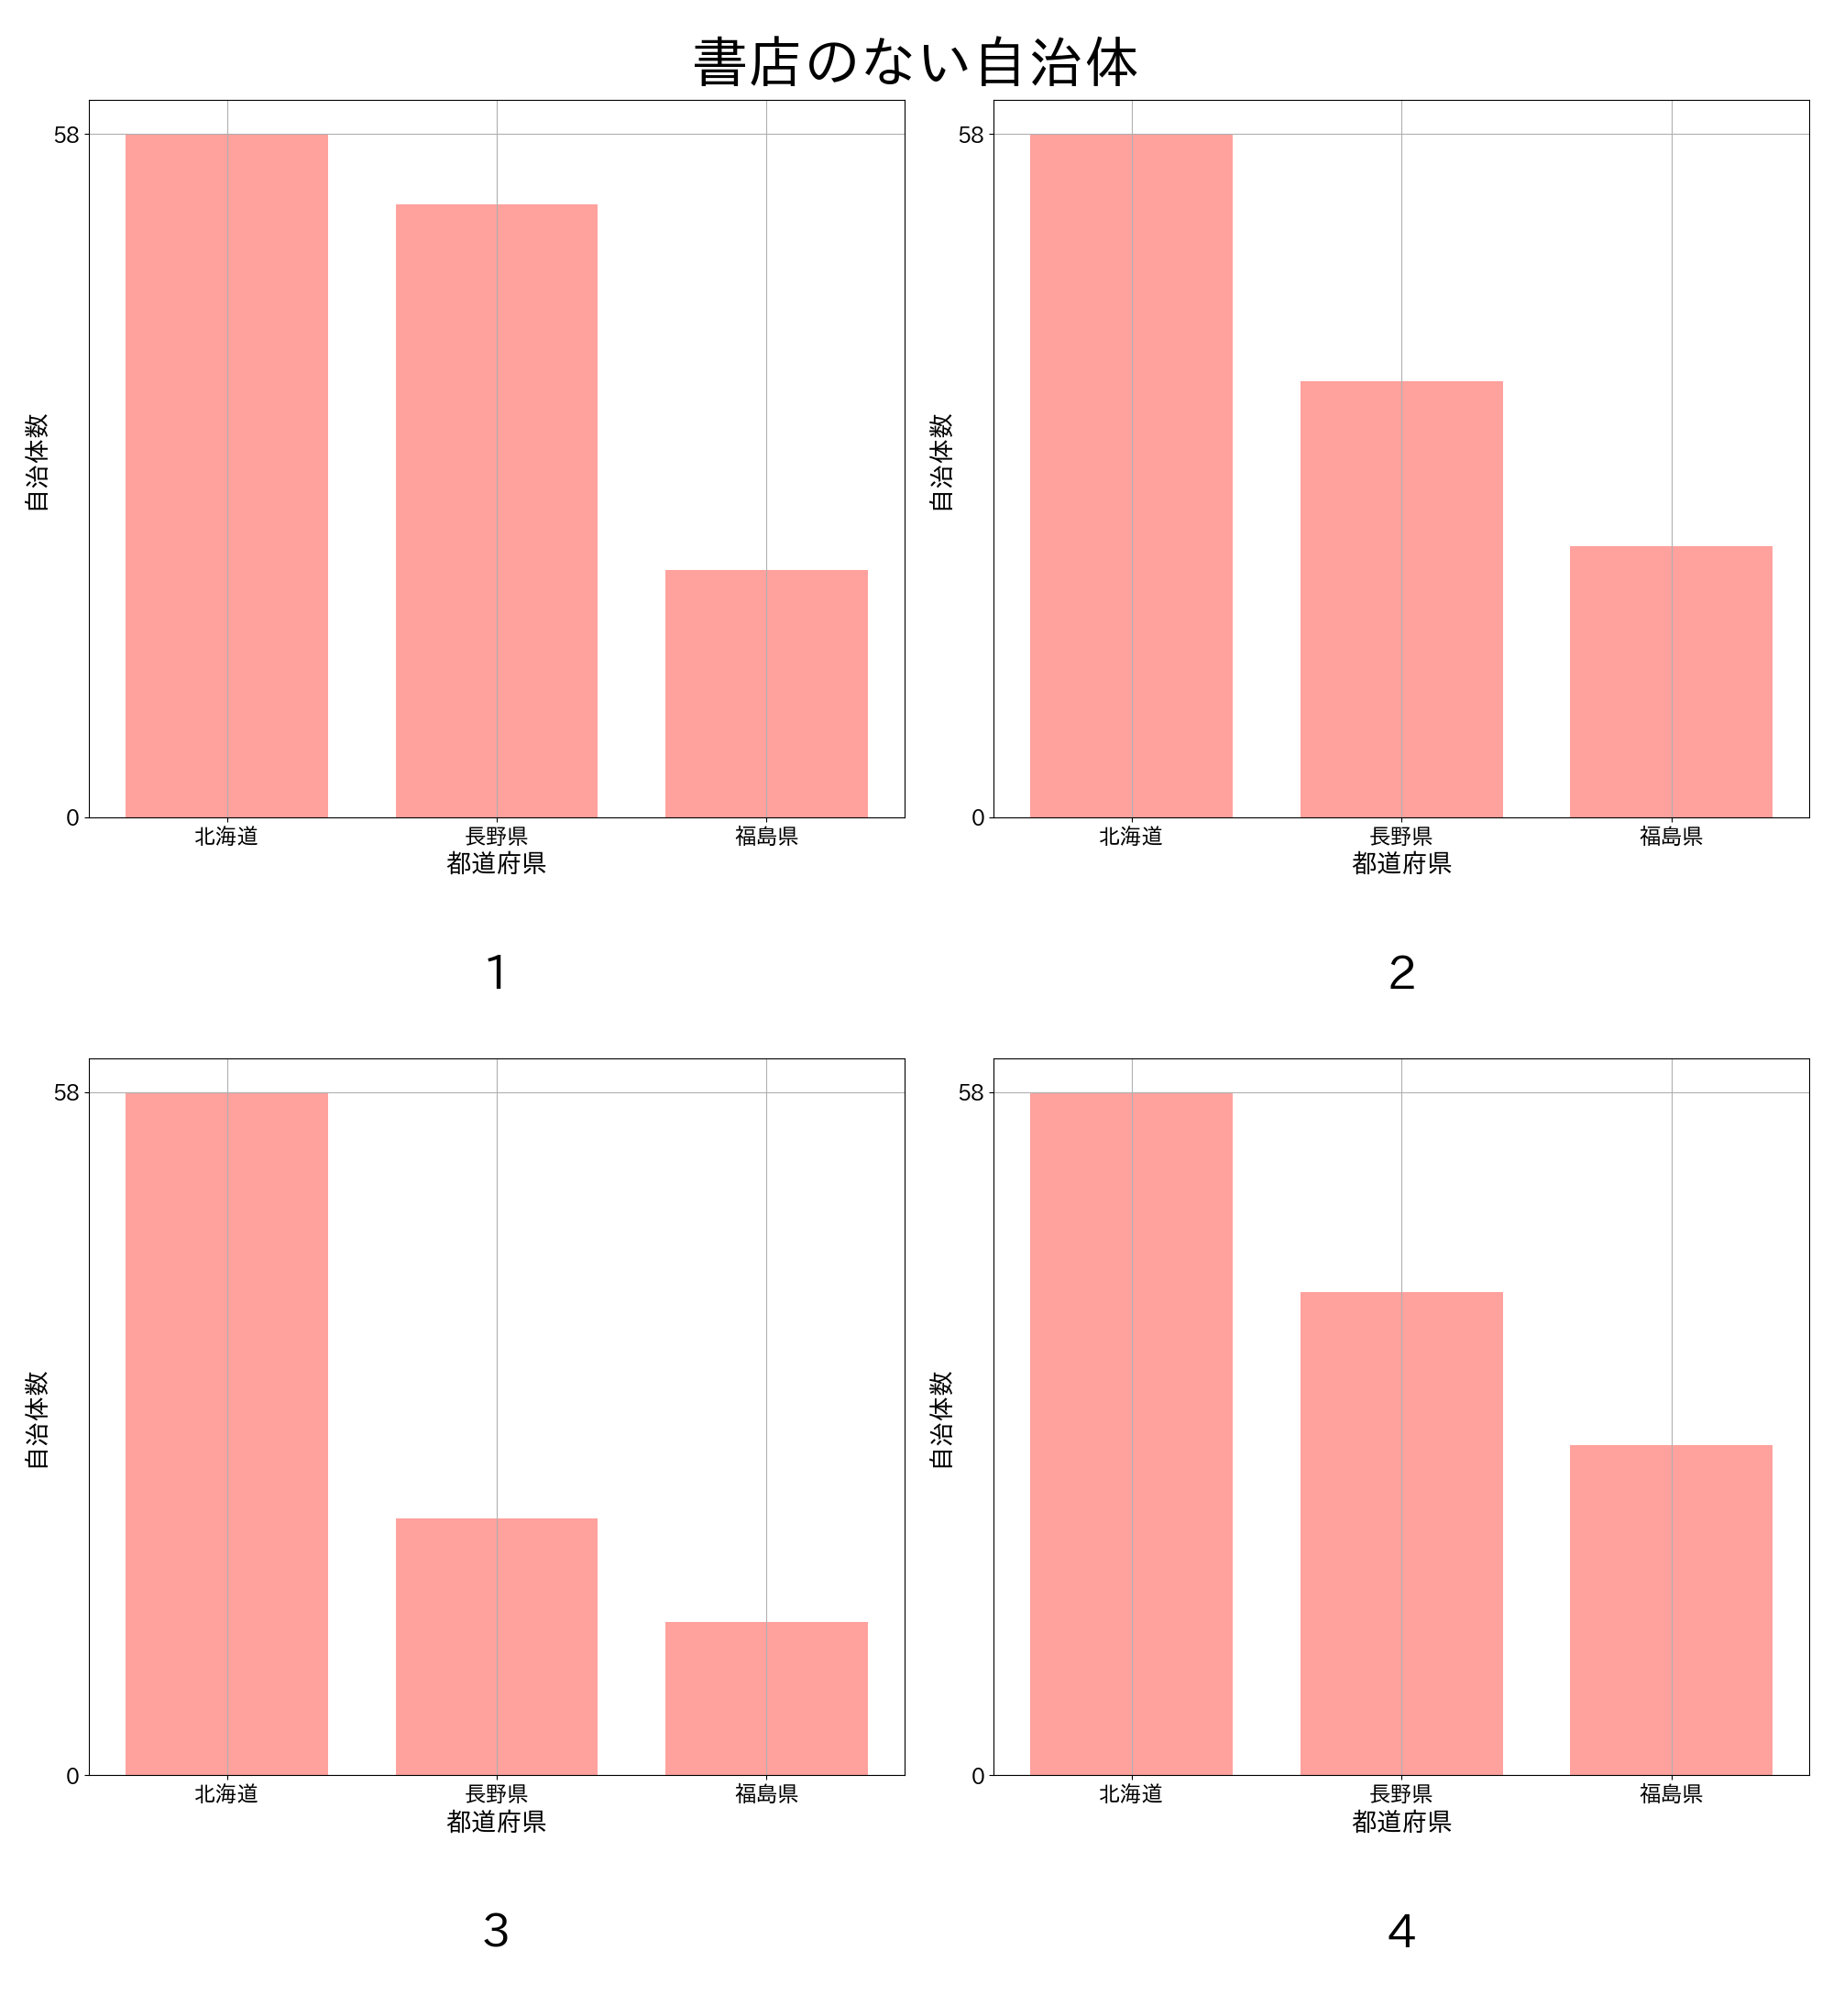 書店のない自治体
58
0
自治体数
北海道 長野県 福島県
都道府県
1
58
0
自治体数
北海道 長野県 福島県
都道府県
2
58
0
自治体数
北海道 長野県 福島県
都道府県
3
58
0
自治体数
北海道 長野県 福島県
都道府県
4